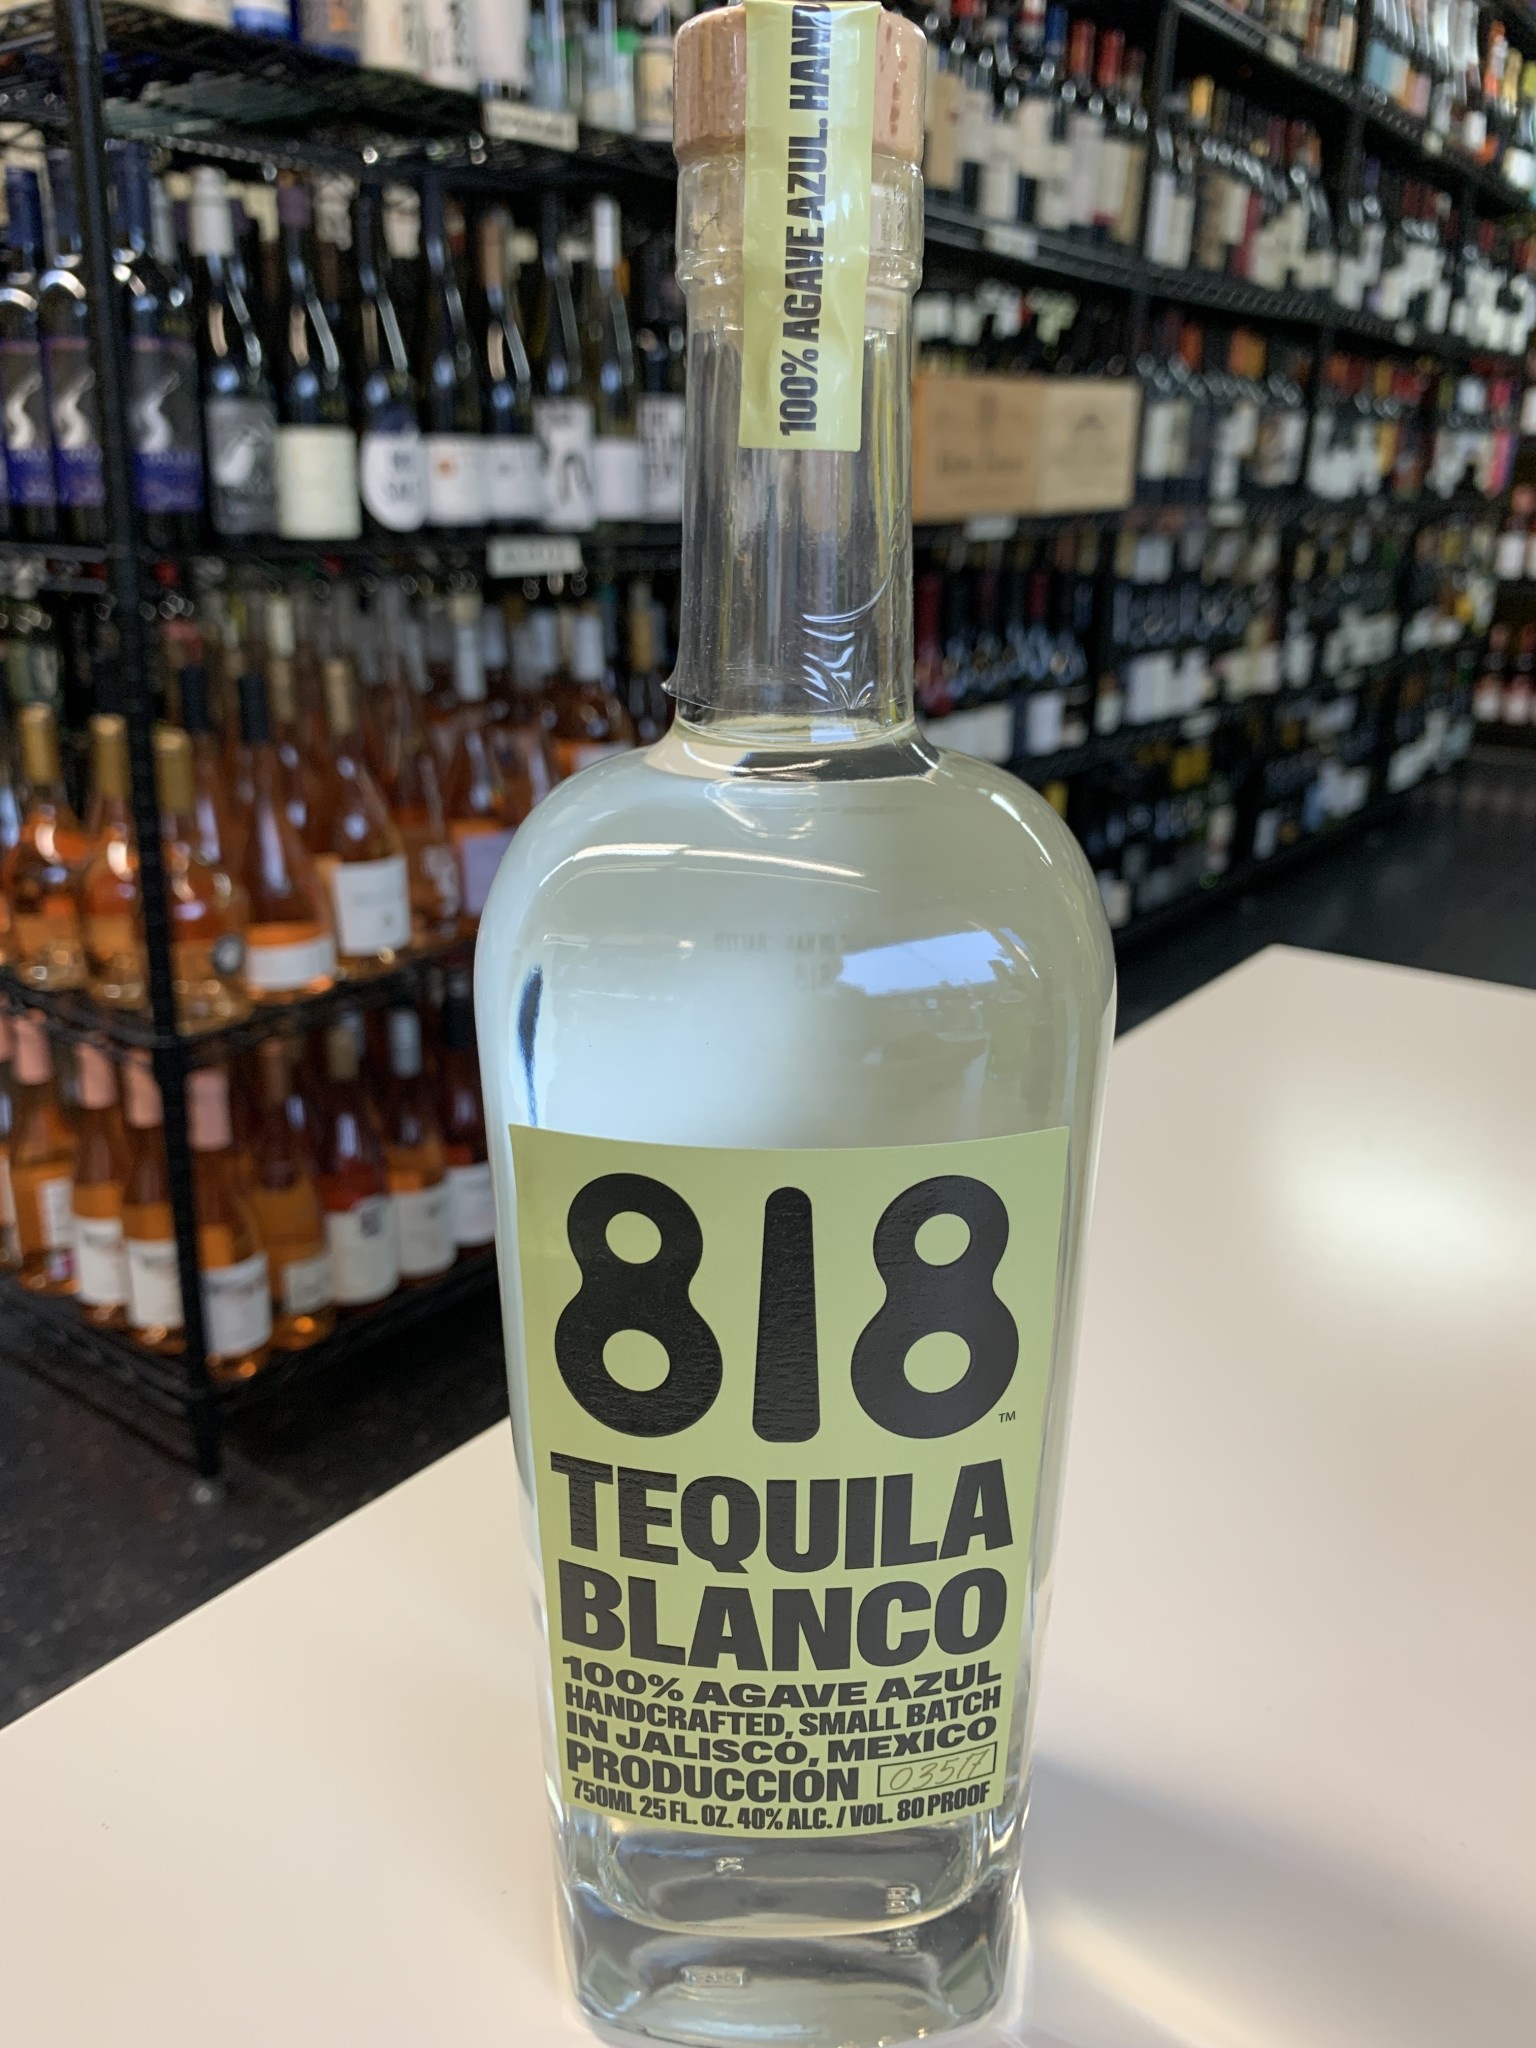 100% AGAVE AZUL. HAND
818
TM
TEQUILA
BLANCO
100% AGAVE AZUL
HANDCRAFTED, SMALL BATCH
IN JALISCO, MEXICO
PRODUCCIÓN 03517
750ML 25 FL. OZ. 40% ALC. / VOL. 80 PROOF